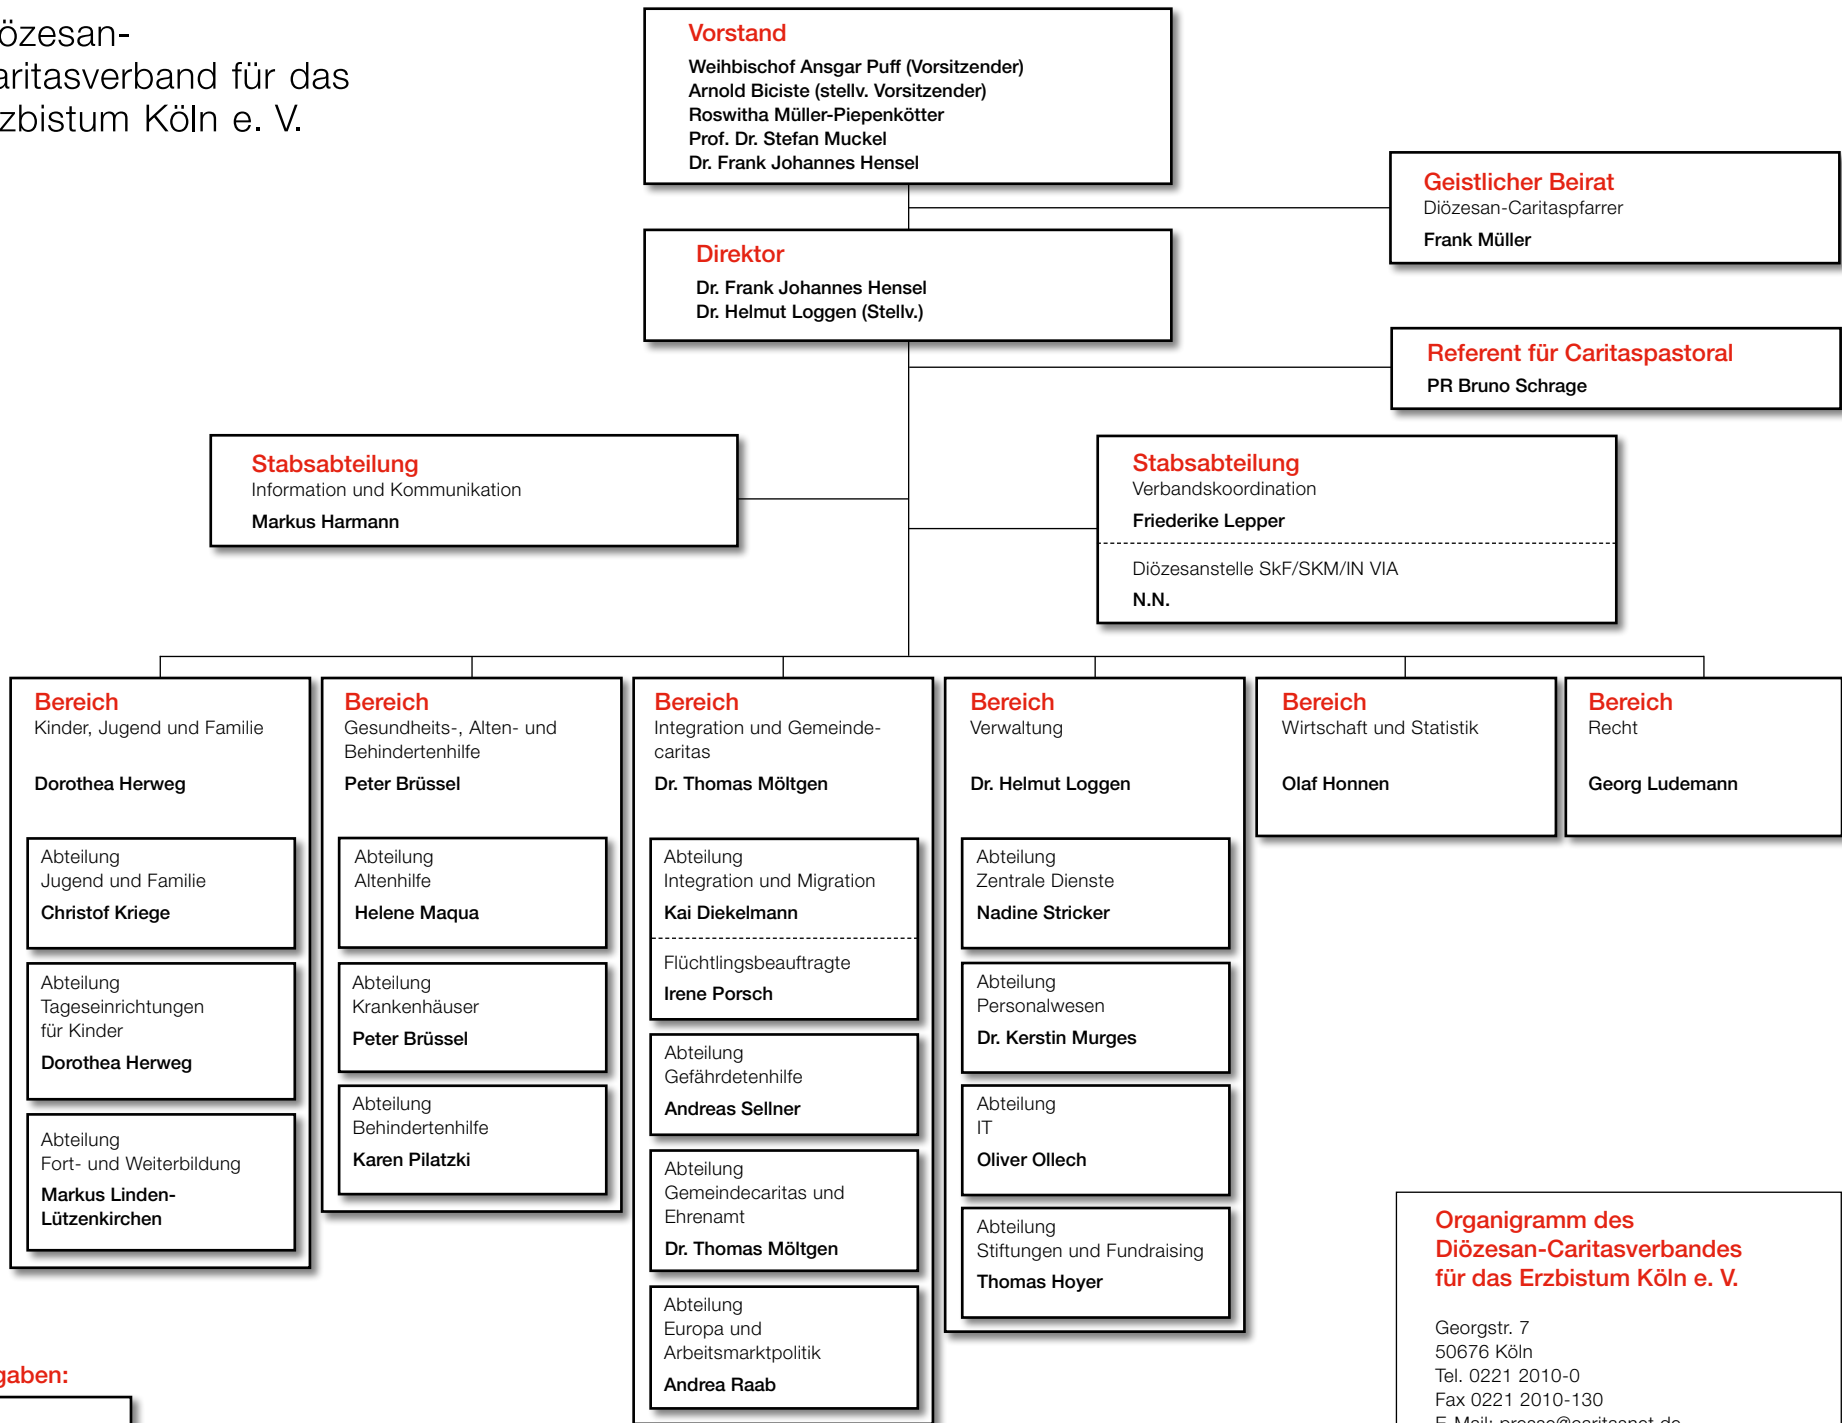 özesan-
aritasverband für das
zbistum Köln e. V.
Vorstand
Weihbischof Ansgar Puff (Vorsitzender)
Arnold Biciste (stellv. Vorsitzender)
Roswitha Müller-Piepenkötter
Prof. Dr. Stefan Muckel
Dr. Frank Johannes Hensel
Geistlicher Beirat
Diözesan-Caritaspfarrer
Frank Müller
Direktor
Dr. Frank Johannes Hensel
Dr. Helmut Loggen (Stellv.)
Referent für Caritaspastoral
PR Bruno Schrage
Stabsabteilung
Information und Kommunikation
Markus Harmann
Stabsabteilung
Verbandskoordination
Friederike Lepper
Diözesanstelle SkF/SKM/IN VIA
N.N.
Bereich
Kinder, Jugend und Familie
Dorothea Herweg
Abteilung
Jugend und Familie
Christof Kriege
Abteilung
Tageseinrichtungen
für Kinder
Dorothea Herweg
Abteilung
Fort- und Weiterbildung
Markus Linden-
Lützenkirchen
Bereich
Gesundheits-, Alten- und
Behindertenhilfe
Peter Brüssel
Abteilung
Altenhilfe
Helene Maqua
Abteilung
Krankenhäuser
Peter Brüssel
Abteilung
Behindertenhilfe
Karen Pilatzki
Bereich
Integration und Gemeinde-
caritas
Dr. Thomas Möltgen
Abteilung
Integration und Migration
Kai Diekelmann
Flüchtlingsbeauftragte
Irene Porsch
Abteilung
Gefährdetenhilfe
Andreas Sellner
Abteilung
Gemeindecaritas und
Ehrenamt
Dr. Thomas Möltgen
Abteilung
Europa und
Arbeitsmarktpolitik
Andrea Raab
Bereich
Verwaltung
Dr. Helmut Loggen
Abteilung
Zentrale Dienste
Nadine Stricker
Abteilung
Personalwesen
Dr. Kerstin Murges
Abteilung
IT
Oliver Ollech
Abteilung
Stiftungen und Fundraising
Thomas Hoyer
Bereich
Wirtschaft und Statistik
Olaf Honnen
Bereich
Recht
Georg Ludemann
gaben:
Organigramm des
Diözesan-Caritasverbandes
für das Erzbistum Köln e. V.
Georgstr. 7
50676 Köln
Tel. 0221 2010-0
Fax 0221 2010-130
E-Mail: presse@caritasnet.de